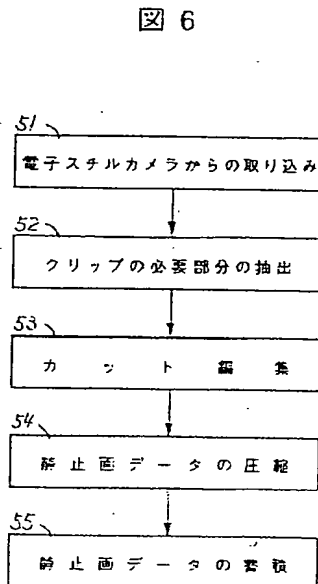 図 6
51
電子スチルカメラからの取り込み
52
クリップの必要部分の抽出
53
カット編集
54
静止画データの圧縮
55
静止画データの蓄積